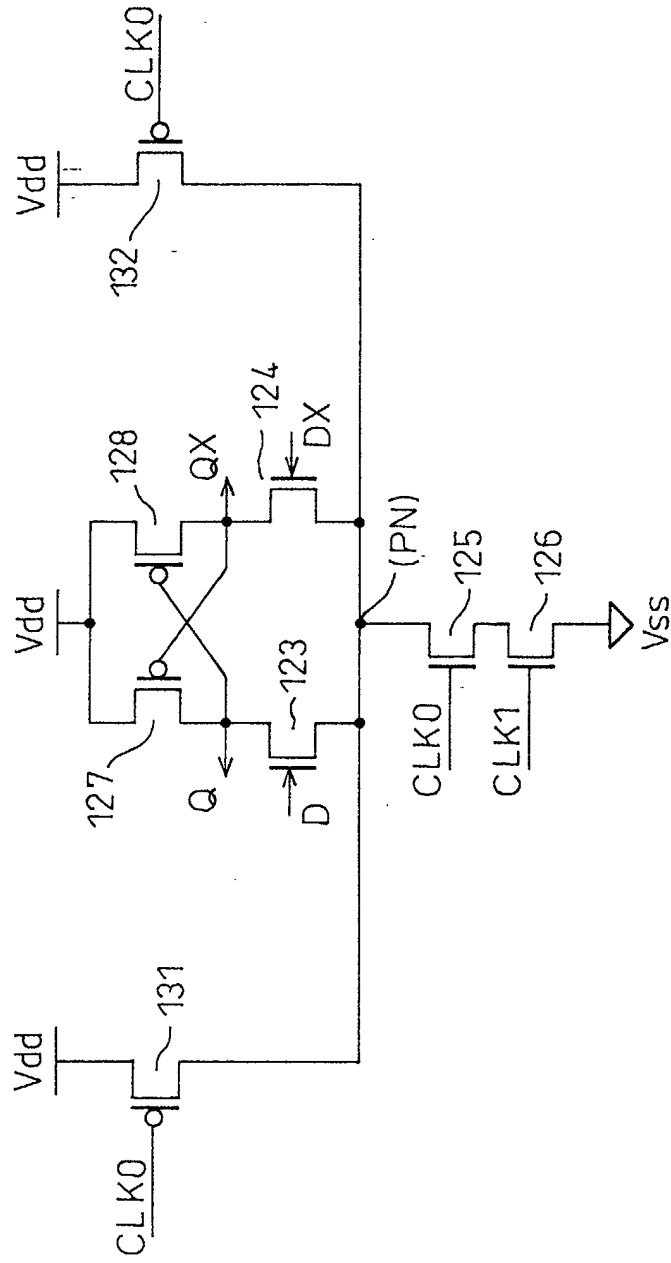 Vdd
Vdd
Vdd
CLK0
131
127
128
132
CLK0
Q
QX
123
124
D
DX
(PN)
CLK0
125
CLK1
126
Vss